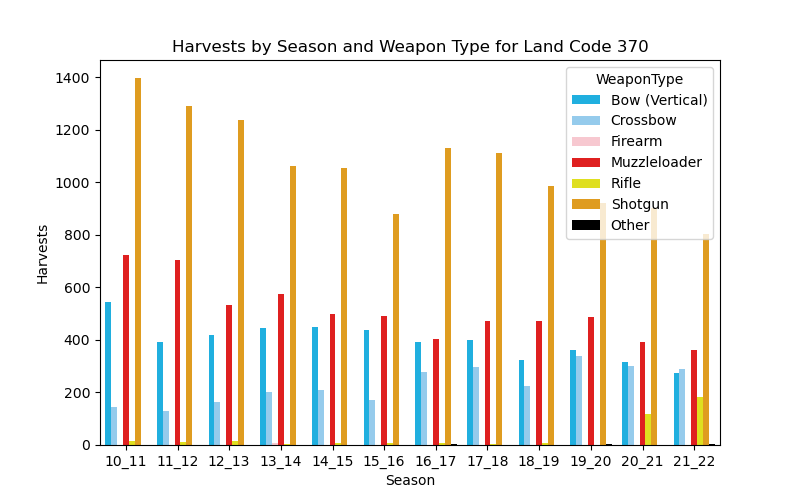 Harvests by Season and Weapon Type for Land Code 370
1400
1200
1000
800
600
400
200
0
Harvests
WeaponType
Bow (Vertical)
Crossbow
Firearm
Muzzleloader
Rifle
Shotgun
Other
10_11 11_12 12_13 13_14 14_15 15_16 16_17 17_18 18_19 19_20 20_21 21_22
Season